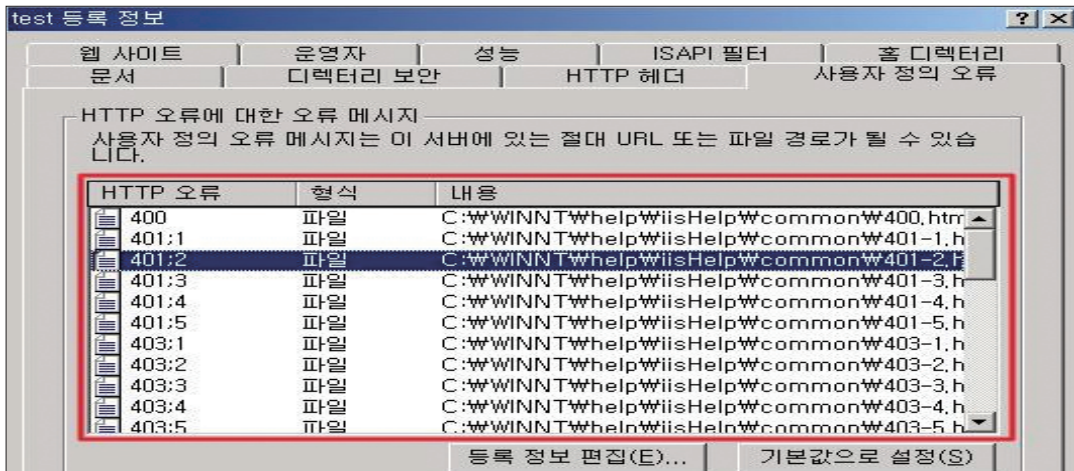 test 등록 정보
웹 사이트 운영자 성능 ISAPI 필터 홈 디렉터리
문서 디렉터리 보안 HTTP 헤더 사용자 정의 오류
HTTP 오류에 대한 오류 메시지
사용자 정의 오류 메시지는 이 서버에 있는 절대 URL 또는 파일 경로가 될 수 있습
니다.
HTTP 오류 형식 내용
400 파일 C:₩WINNT₩help₩iisHelp₩common₩400.htm
401;1 파일 C:₩WINNT₩help₩iisHelp₩common₩401-1.h
401;2 파일 C:₩WINNT₩help₩iisHelp₩common₩401-2.h
401;3 파일 C:₩WINNT₩help₩iisHelp₩common₩401-3.h
401;4 파일 C:₩WINNT₩help₩iisHelp₩common₩401-4.h
401;5 파일 C:₩WINNT₩help₩iisHelp₩common₩401-5.h
403;1 파일 C:₩WINNT₩help₩iisHelp₩common₩403-1.h
403;2 파일 C:₩WINNT₩help₩iisHelp₩common₩403-2.h
403;3 파일 C:₩WINNT₩help₩iisHelp₩common₩403-3.h
403;4 파일 C:₩WINNT₩help₩iisHelp₩common₩403-4.h
403;5 파일 C:₩WINNT₩help₩iisHelp₩common₩403-5.h
등록 정보 편집(E)... 기본값으로 설정(S)